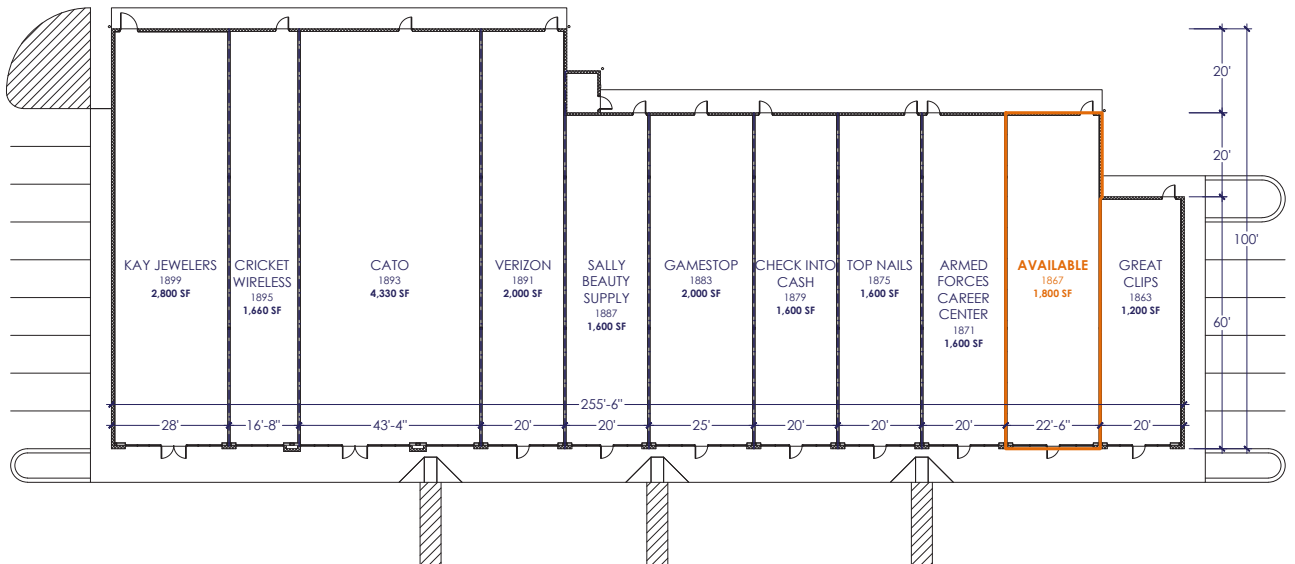 KAY JEWELERS
1899
2,800 SF
CRICKET
WIRELESS
1895
1,660 SF
CATO
1893
4,330 SF
VERIZON
1891
2,000 SF
SALLY
BEAUTY
SUPPLY
1887
1,600 SF
GAMESTOP
1883
2,000 SF
CHECK INTO
CASH
1879
1,600 SF
TOP NAILS
1875
1,600 SF
ARMED
FORCES
CAREER
CENTER
1871
1,600 SF
AVAILABLE
1867
1,800 SF
GREAT
CLIPS
1863
1,200 SF
20'
20'
100'
60'
255'-6"
28'
16'-8"
43'-4"
20'
20'
25'
20'
20'
20'
22'-6"
20'